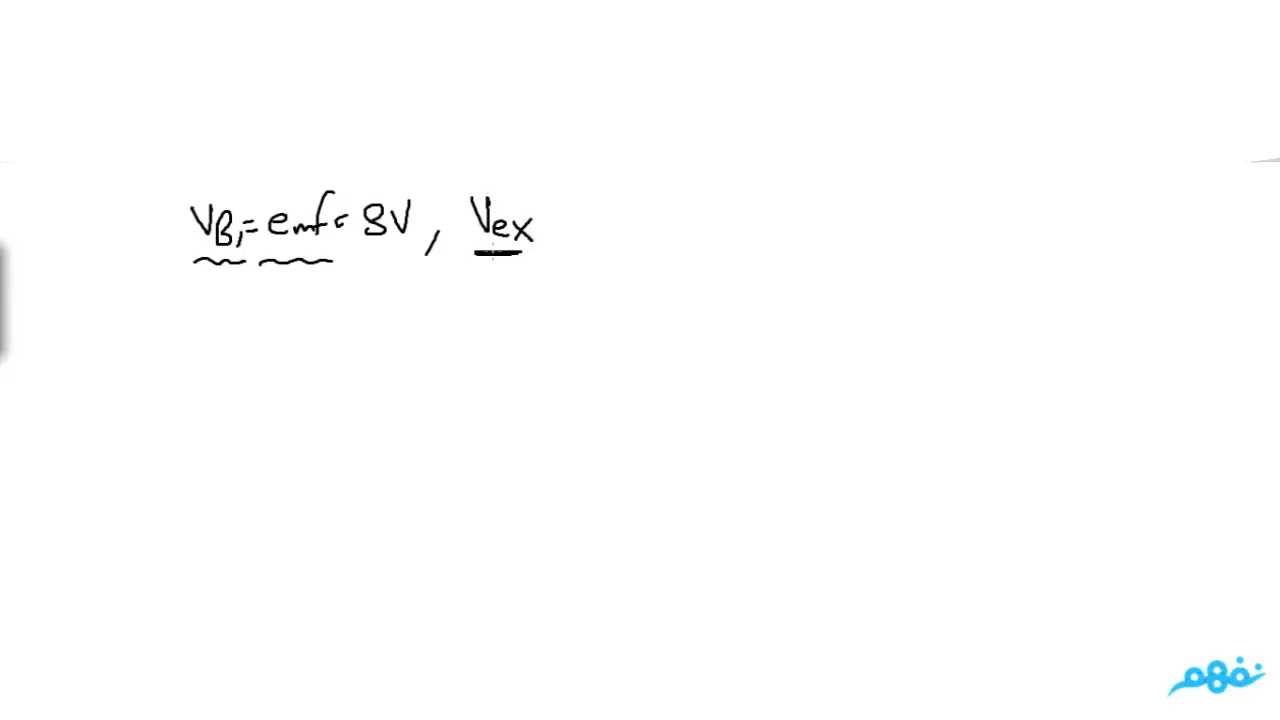 VB₁ = emf = 8V , Vex
نفهم